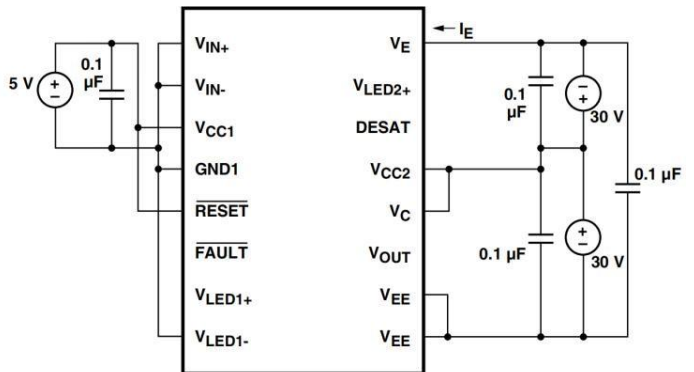 5 V
+
−
0.1
µF
V_IN+
V_IN-
V_CC1
GND1
RESET
FAULT
V_LED1+
V_LED1-
I_E
V_E
V_LED2+
DESAT
V_CC2
V_C
V_OUT
V_EE
V_EE
0.1
µF
−
+
30 V
0.1 µF
0.1 µF
+
−
30 V